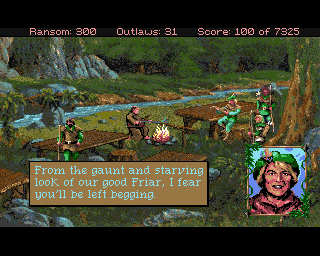 Ransom: 300 Outlaws: 31 Score: 100 of 7325
From the gaunt and starving
look of our good Friar, I fear
you'll be left begging.